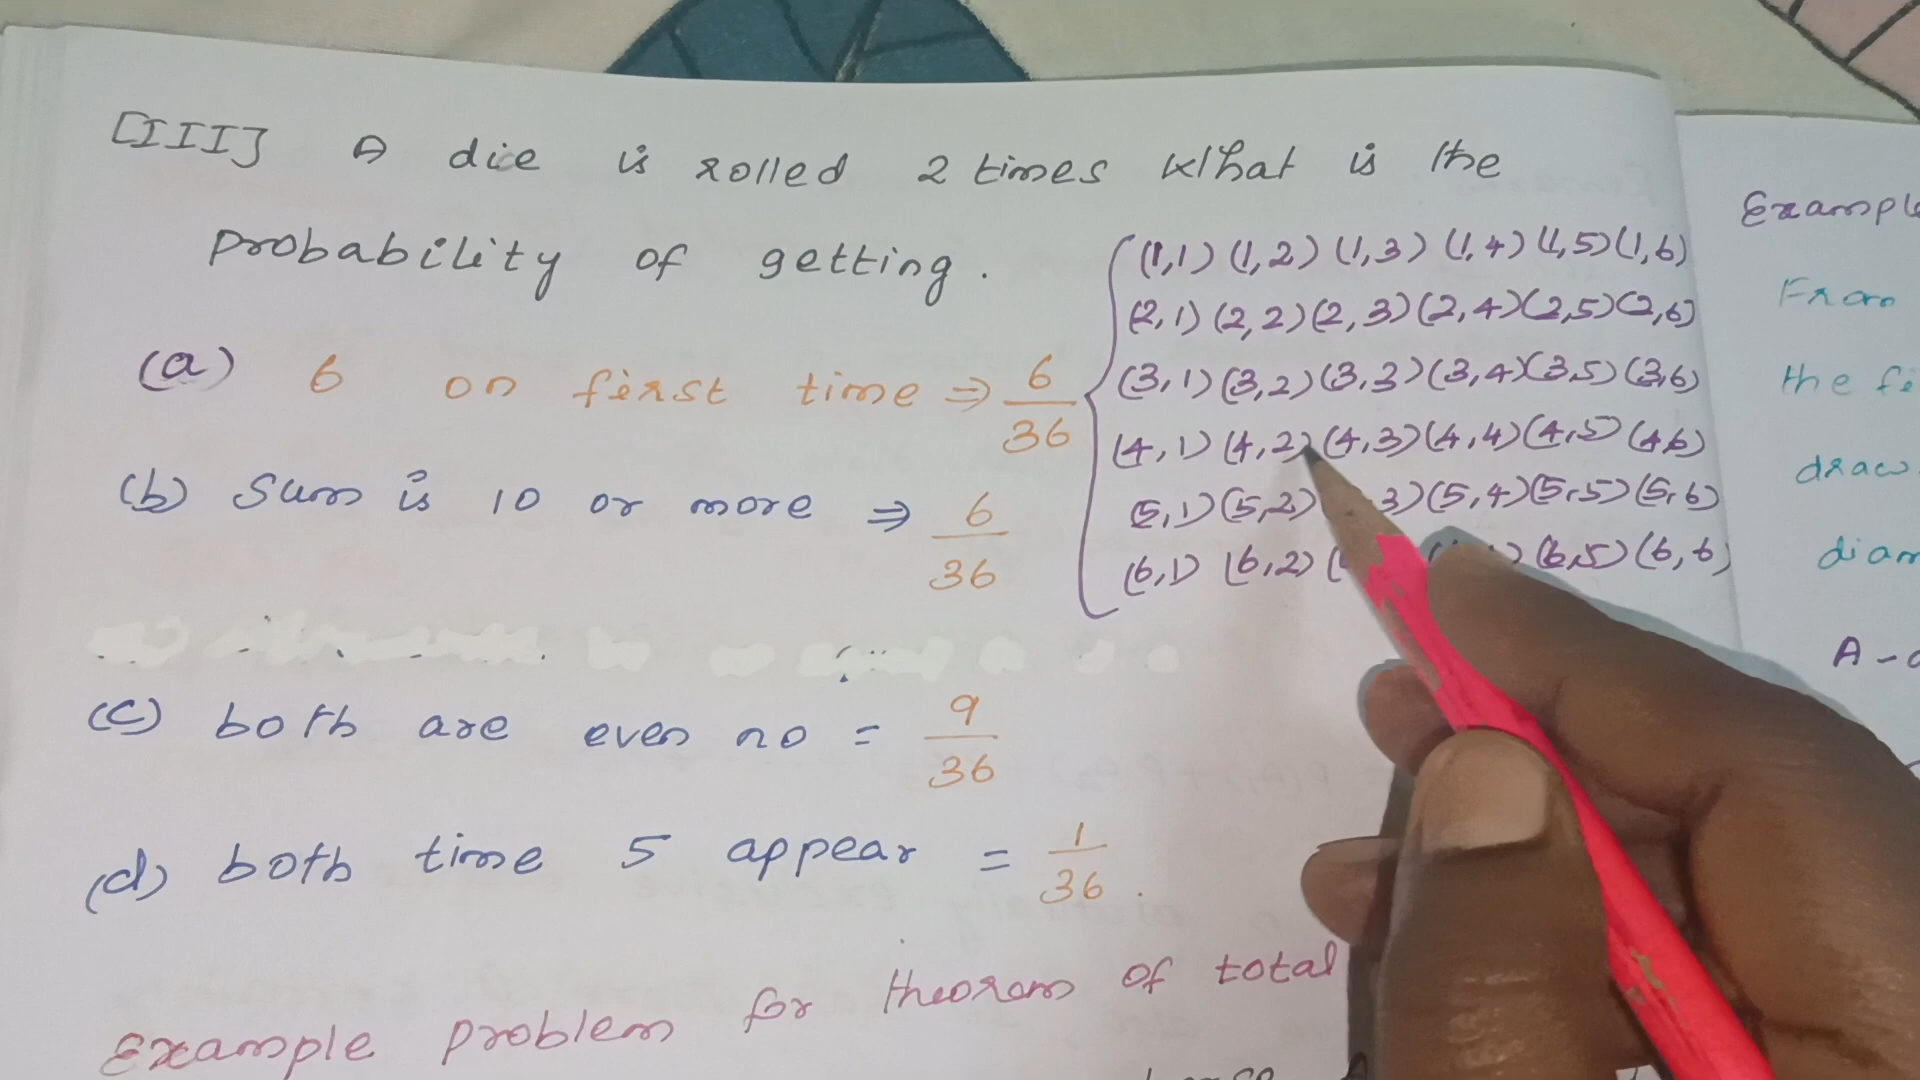 [III] A die is rolled 2 times What is the
probability of getting.
(a) 6 on first time ⇒ 6/36
(b) Sum is 10 or more ⇒ 6/36
(c) both are even no = 9/36
(d) both time 5 appear = 1/36.
(1,1) (1,2) (1,3) (1,4) (1,5) (1,6)
(2,1) (2,2) (2,3) (2,4) (2,5) (2,6)
(3,1) (3,2) (3,3) (3,4) (3,5) (3,6)
(4,1) (4,2) (4,3) (4,4) (4,5) (4,6)
(5,1) (5,2) 3) (5,4) (5,5) (5,6)
(6,1) (6,2) ( ) (6,5) (6,6)
Example problem for theorem of total
Example
From
the fi
draw
diam
A -